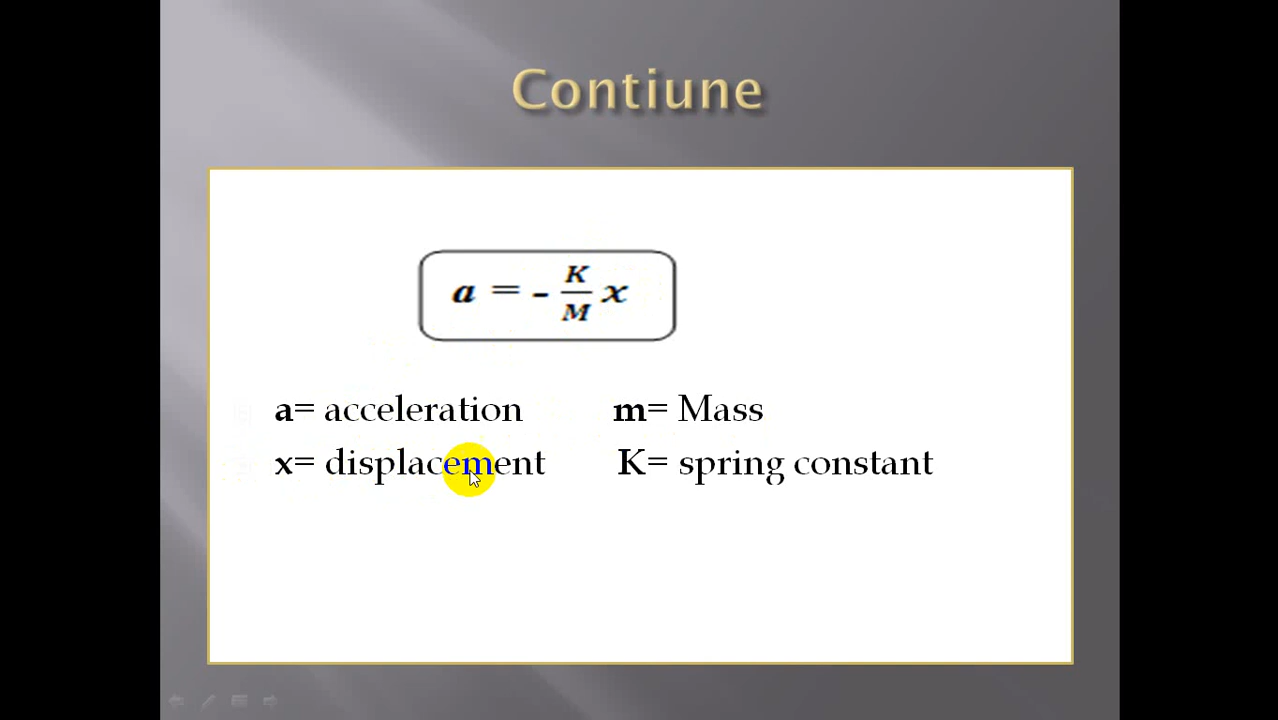 Contiune
a = - K/M x
a= acceleration m= Mass
x= displacement K= spring constant